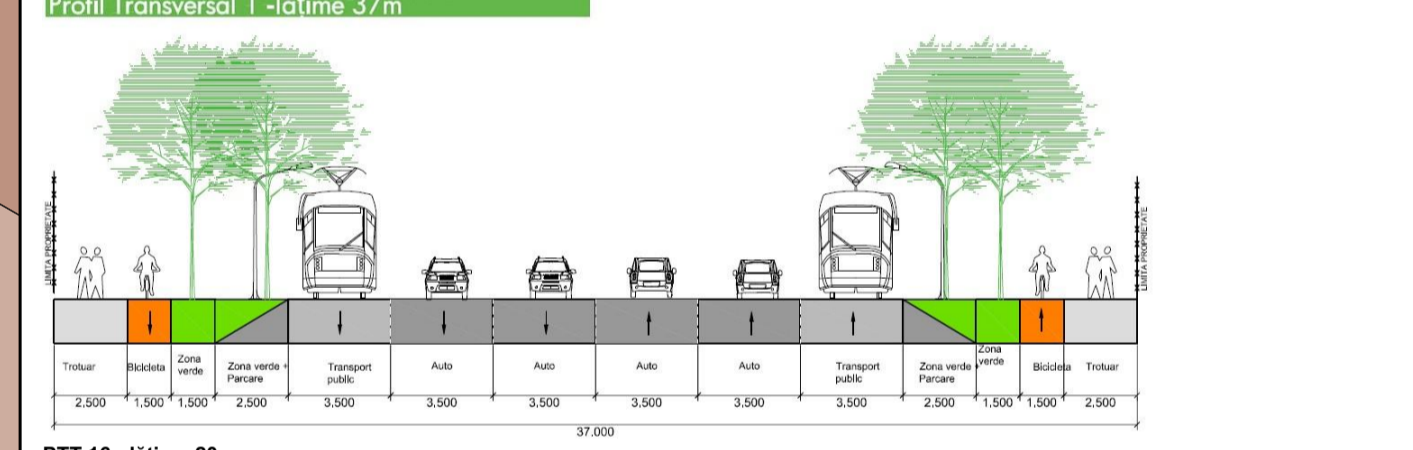 Profil Transversal 1 -lațime 37m
LIMITA PROPRIETATE
LIMITA PROPRIETATE
Trotuar
Bicicleta
Zona
verde
Zona verde +
Parcare
Transport
public
Auto
Auto
Auto
Auto
Transport
public
Zona verde
Parcare
Zona
verde
Bicicleta
Trotuar
2,500
1,500
1,500
2,500
3,500
3,500
3,500
3,500
3,500
3,500
2,500
1,500
1,500
2,500
37.000